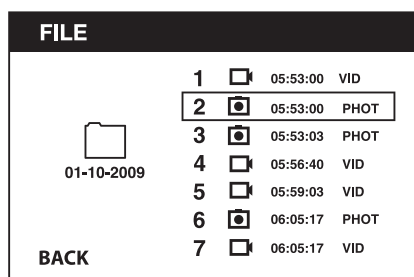 FILE
1 05:53:00 VID
2 05:53:00 PHOT
3 05:53:03 PHOT
4 05:56:40 VID
01-10-2009
5 05:59:03 VID
6 06:05:17 PHOT
7 06:05:17 VID
BACK